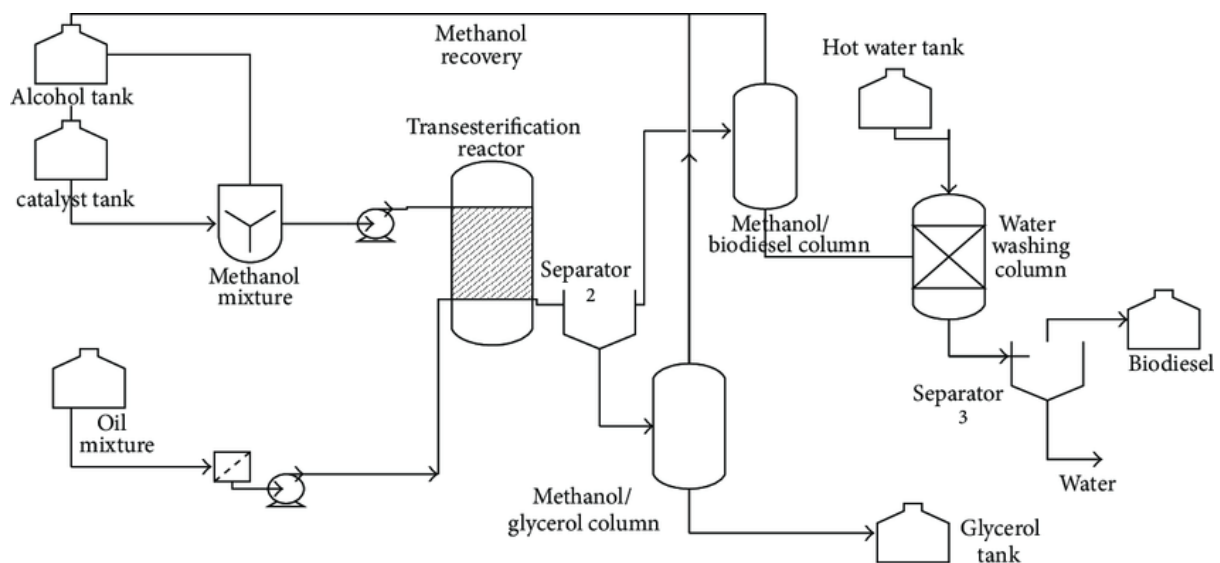 Methanol
recovery
Hot water tank
Alcohol tank
Transesterification
reactor
catalyst tank
Methanol
mixture
Separator
2
Methanol/
biodiesel column
Water
washing
column
Oil
mixture
Separator
3
Biodiesel
Water
Methanol/
glycerol column
Glycerol
tank